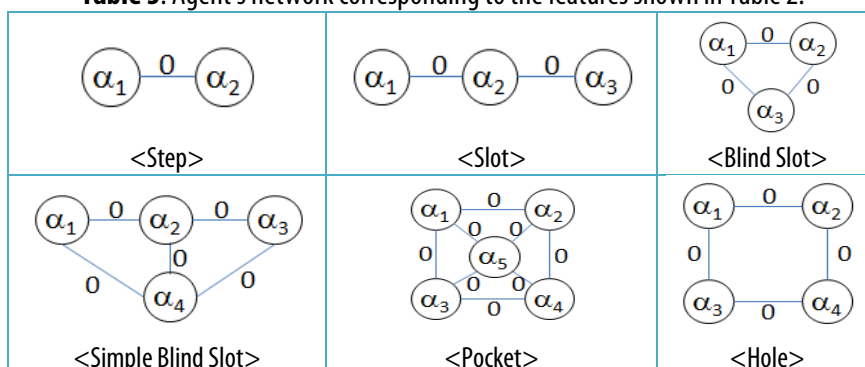 Table 3. Agent's network corresponding to the features shown in Table 2.
α1 0 α2
<Step>
α1 0 α2 0 α3
<Slot>
α1 0 α2
0 0
α3
<Blind Slot>
α1 0 α2 0 α3
0 0 0
α4
<Simple Blind Slot>
α1 0 α2
0 0
0 α5 0
0 0
α3 0 α4
<Pocket>
α1 0 α2
0 0
α3 0 α4
<Hole>